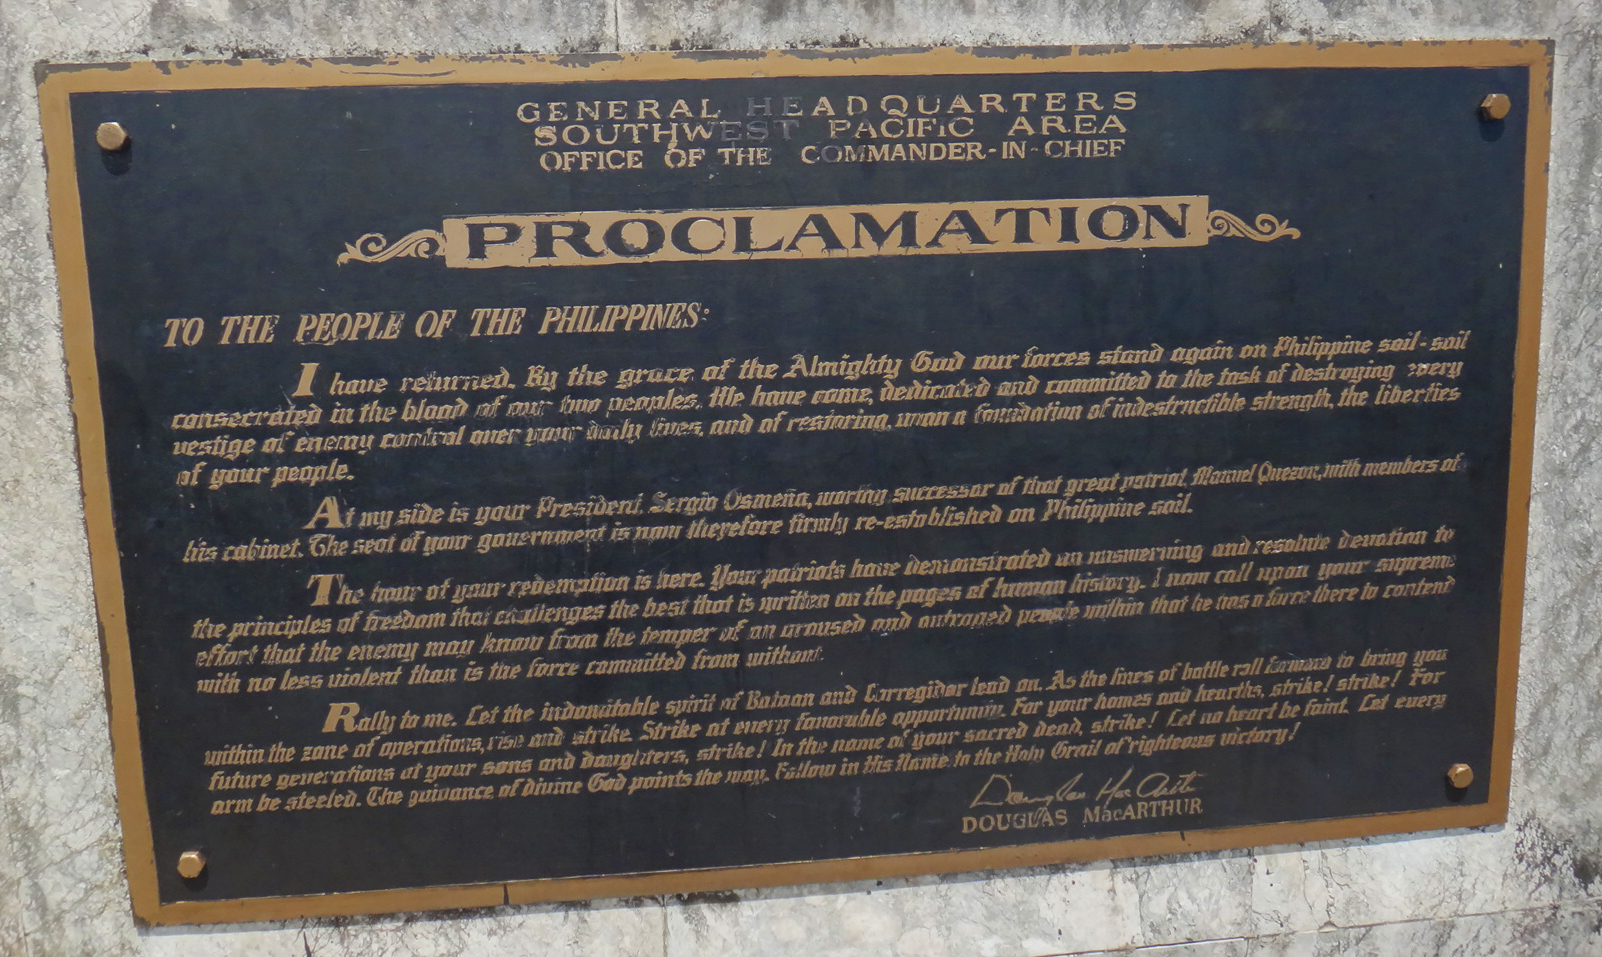 GENERAL HEADQUARTERS
SOUTHWEST PACIFIC AREA
OFFICE OF THE COMMANDER-IN-CHIEF
PROCLAMATION
TO THE PEOPLE OF THE PHILIPPINES:
I have returned. By the grace of the Almighty God our forces stand again on Philippine soil-soil
consecrated in the blood of our two peoples. We have come, dedicated and committed to the task of destroying every
vestige of enemy control over your daily lives, and of restoring, upon a foundation of indestructible strength, the liberties
of your people.
At my side is your President, Sergio Osmeña, worthy successor of that great patriot, Manuel Quezon, with members of
his cabinet. The seat of your government is now therefore firmly re-established on Philippine soil.
The hour of your redemption is here. Your patriots have demonstrated an unswerving and resolute devotion to
the principles of freedom that challenges the best that is written on the pages of human history. I now call upon your supreme
effort that the enemy may know from the temper of an aroused and outraged people within that he has a force there to contend
with no less violent than is the force committed from without.
Rally to me. Let the indomitable spirit of Bataan and Corregidor lead on. As the lines of battle roll forward to bring you
within the zone of operations, rise and strike. Strike at every favorable opportunity. For your homes and hearths, strike! strike! For
future generations of your sons and daughters, strike! In the name of your sacred dead, strike! Let no heart be faint. Let every
arm be steeled. The guidance of divine God points the way. Follow in His Name to the Holy Grail of righteous victory!
Douglas MacArthur
DOUGLAS MacARTHUR